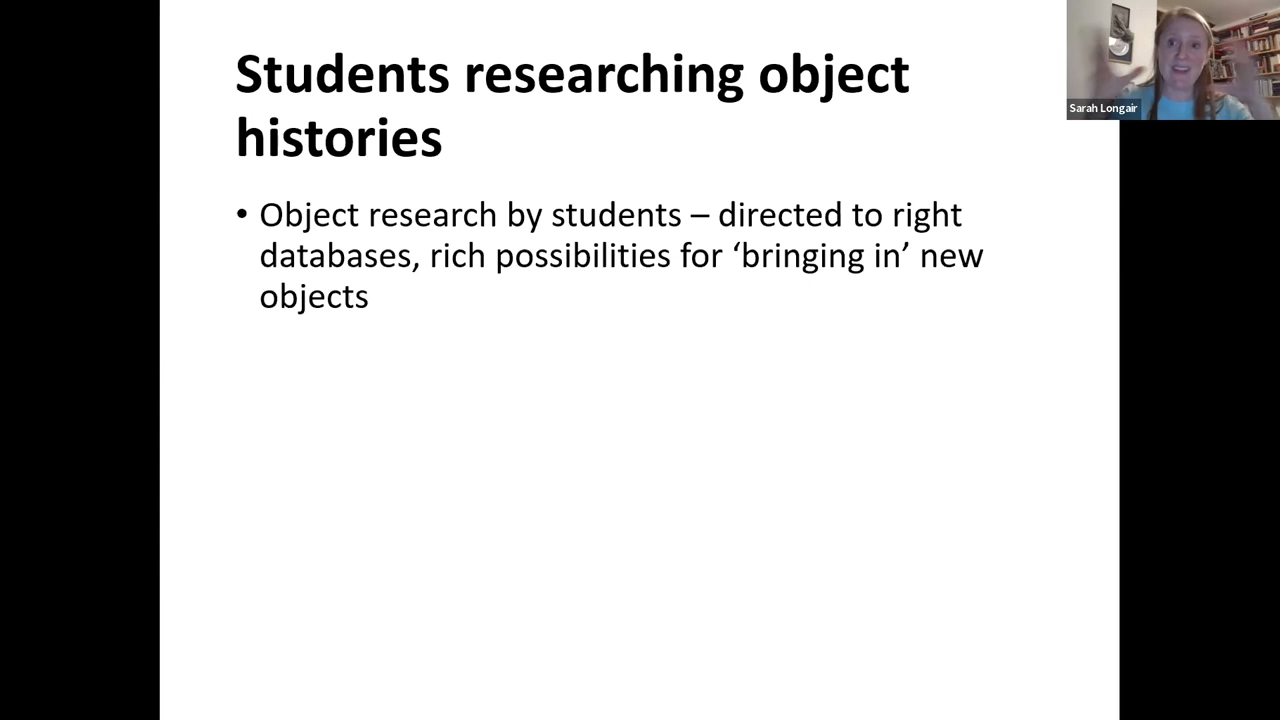 Students researching object
histories
• Object research by students – directed to right
databases, rich possibilities for ‘bringing in’ new
objects
Sarah Longair